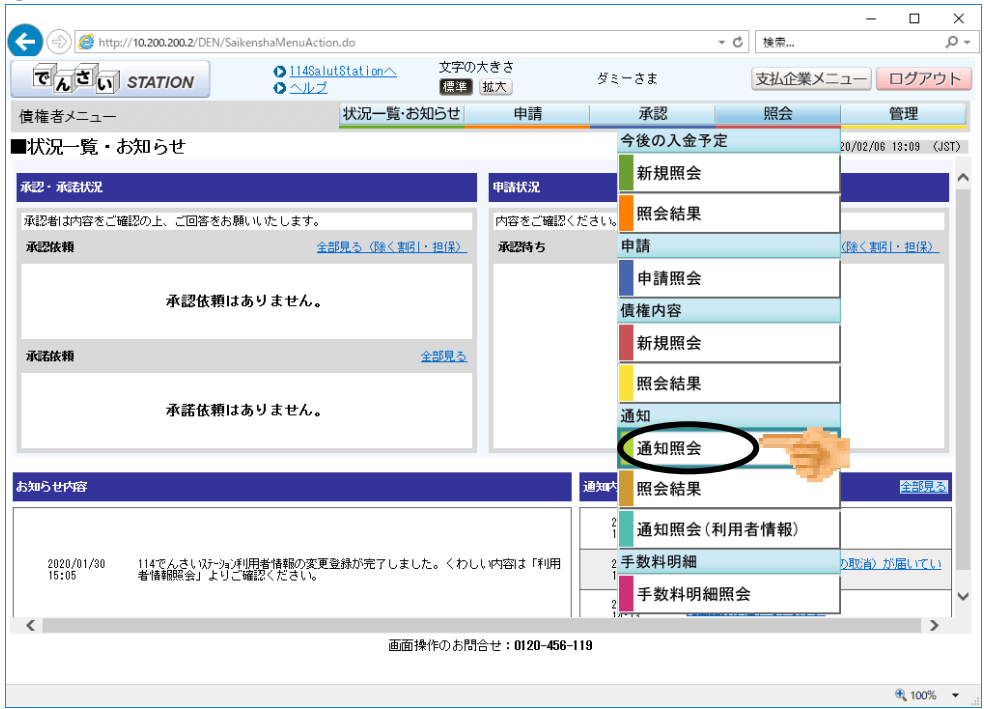 http://10.200.200.2/DEN/SaikenshaMenuAction.do
検索...
でんさい STATION
114SalutStationへ
ヘルプ
文字の大きさ
標準 拡大
ダミーさま
支払企業メニュー
ログアウト
債権者メニュー
状況一覧・お知らせ 申請 承認 照会 管理
■状況一覧・お知らせ
20/02/06 13:09 (JST)
承認・承諾状況
承認者は内容をご確認の上、ご回答をお願いいたします。
承認依頼
全部見る(除く割引・担保)
承認依頼はありません。
承諾依頼
全部見る
承諾依頼はありません。
申請状況
内容をご確認ください。
承認待ち
(除く割引・担保)
今後の入金予定
新規照会
照会結果
申請
申請照会
債権内容
新規照会
照会結果
通知
通知照会
照会結果
通知照会(利用者情報)
手数料明細
手数料明細照会
お知らせ内容
2020/01/30
15:05
114でんさいステーション利用者情報の変更登録が完了しました。くわしい内容は「利用
者情報照会」よりご確認ください。
通知内
全部見る
の取消)が届いてい
画面操作のお問合せ:0120-456-119
100%